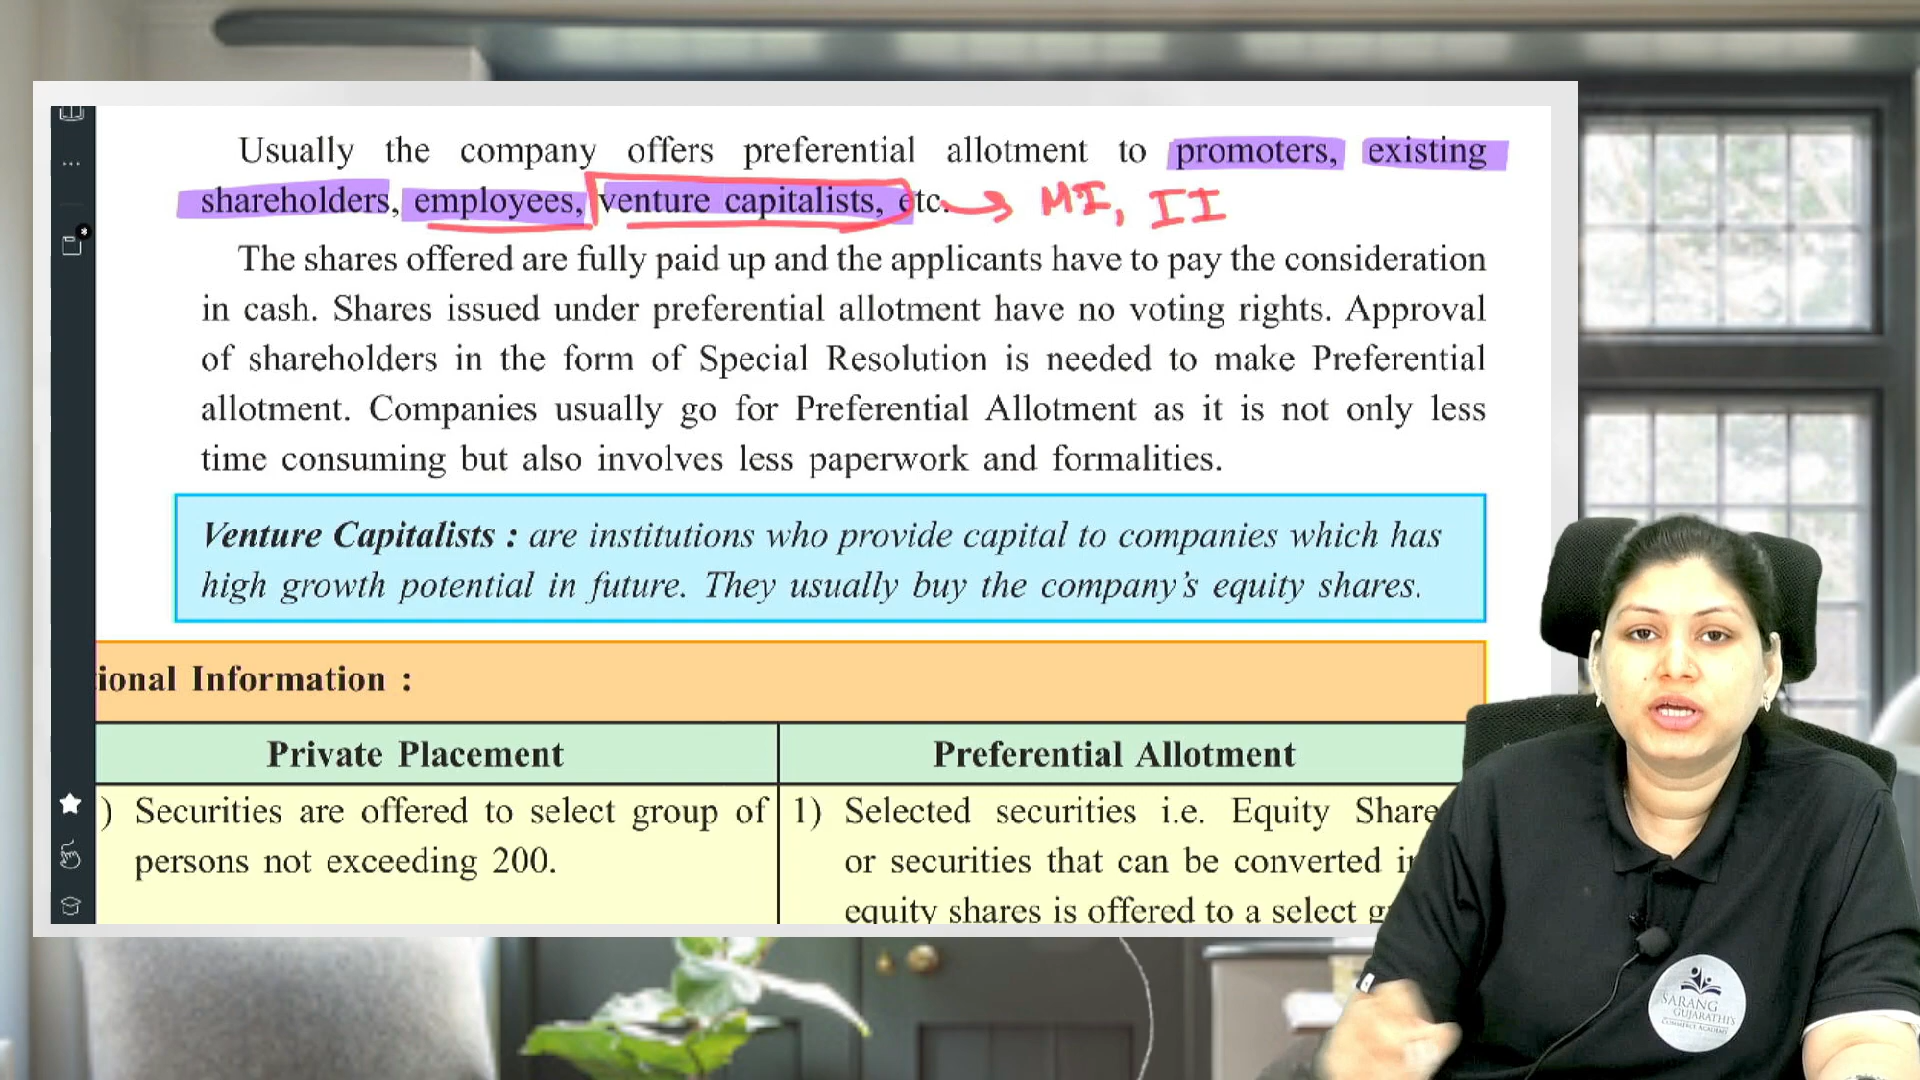 Usually the company offers preferential allotment to promoters, existing
shareholders, employees, venture capitalists, etc. MI, II
The shares offered are fully paid up and the applicants have to pay the consideration
in cash. Shares issued under preferential allotment have no voting rights. Approval
of shareholders in the form of Special Resolution is needed to make Preferential
allotment. Companies usually go for Preferential Allotment as it is not only less
time consuming but also involves less paperwork and formalities.
Venture Capitalists : are institutions who provide capital to companies which has
high growth potential in future. They usually buy the company's equity shares.
ional Information :
Private Placement
) Securities are offered to select group of
persons not exceeding 200.
Preferential Allotment
1) Selected securities i.e. Equity Share
or securities that can be converted
equity shares is offered to a select
SARANG
GUJARATHI'S
COMMERCE ACADEMY